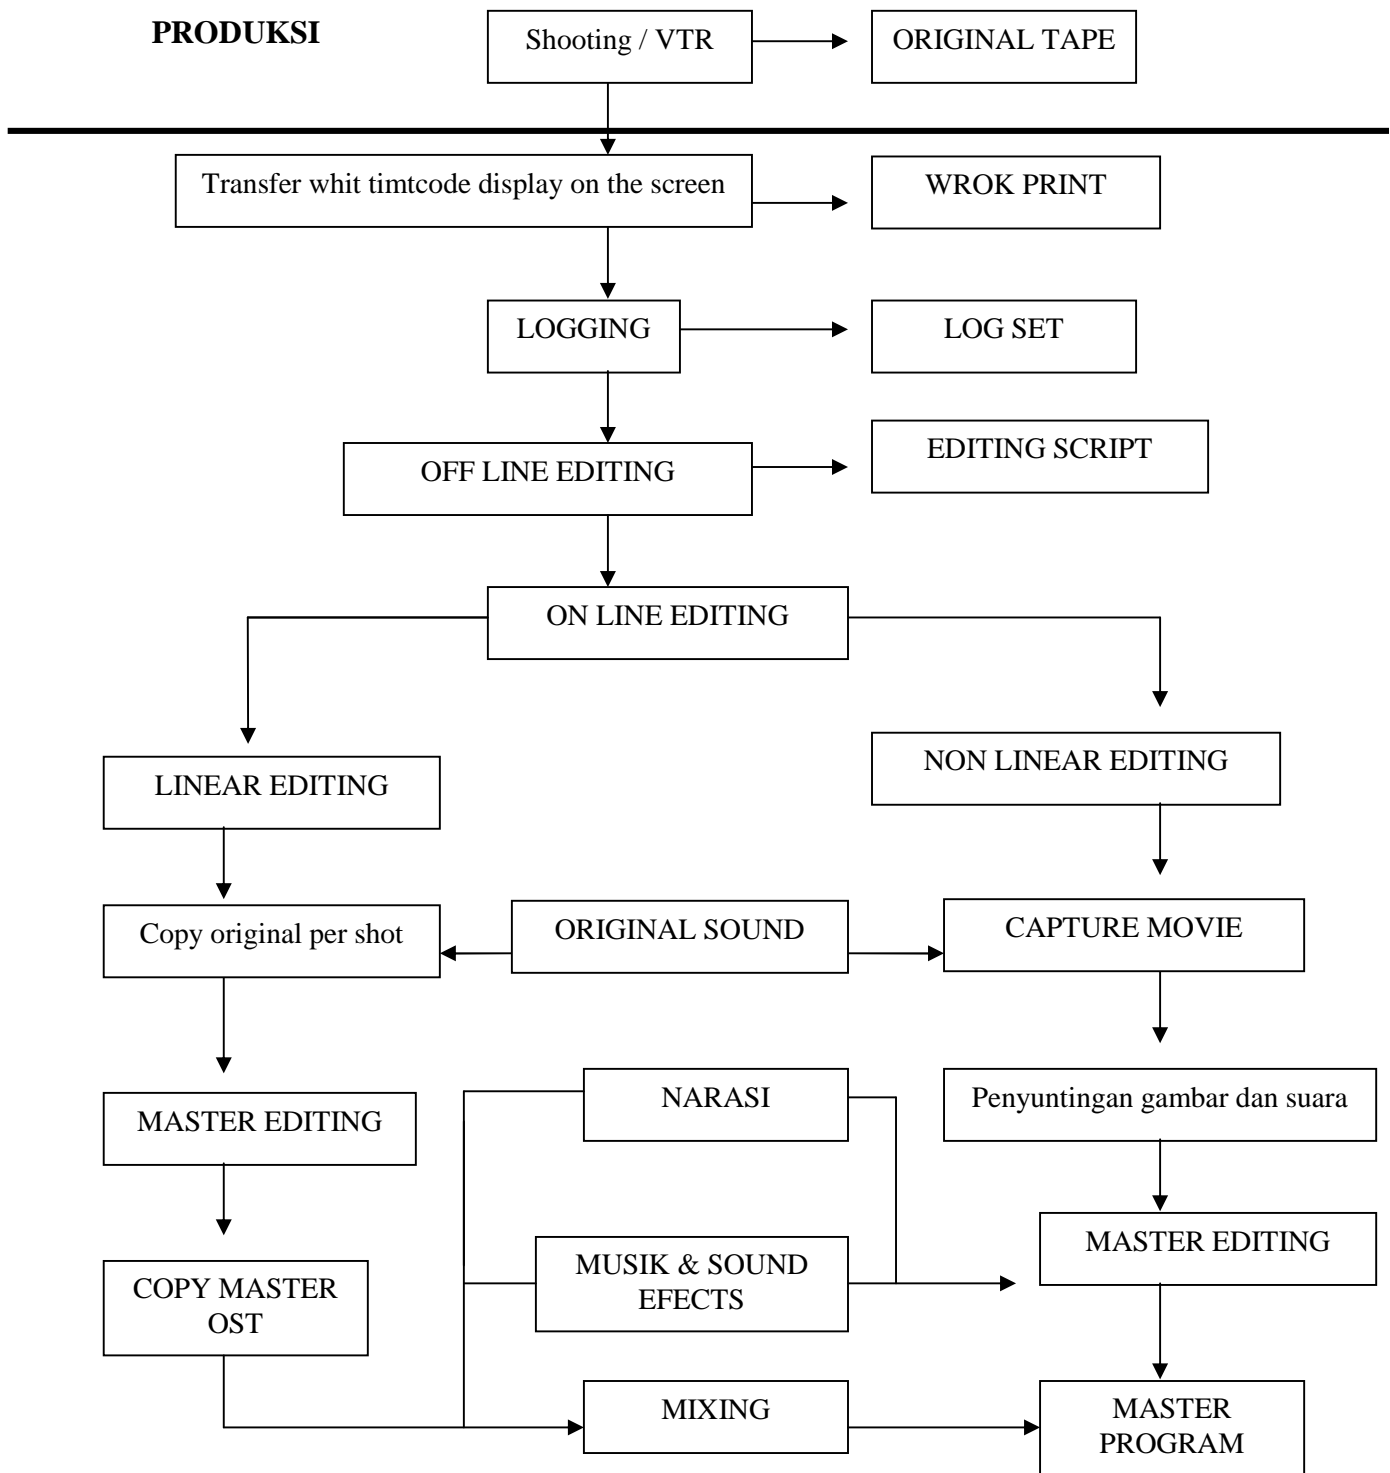 PRODUKSI
Shooting / VTR
ORIGINAL TAPE
Transfer whit timtcode display on the screen
WROK PRINT
LOGGING
LOG SET
OFF LINE EDITING
EDITING SCRIPT
ON LINE EDITING
LINEAR EDITING
NON LINEAR EDITING
Copy original per shot
ORIGINAL SOUND
CAPTURE MOVIE
MASTER EDITING
NARASI
Penyuntingan gambar dan suara
COPY MASTER
OST
MUSIK & SOUND
EFECTS
MASTER EDITING
MIXING
MASTER
PROGRAM